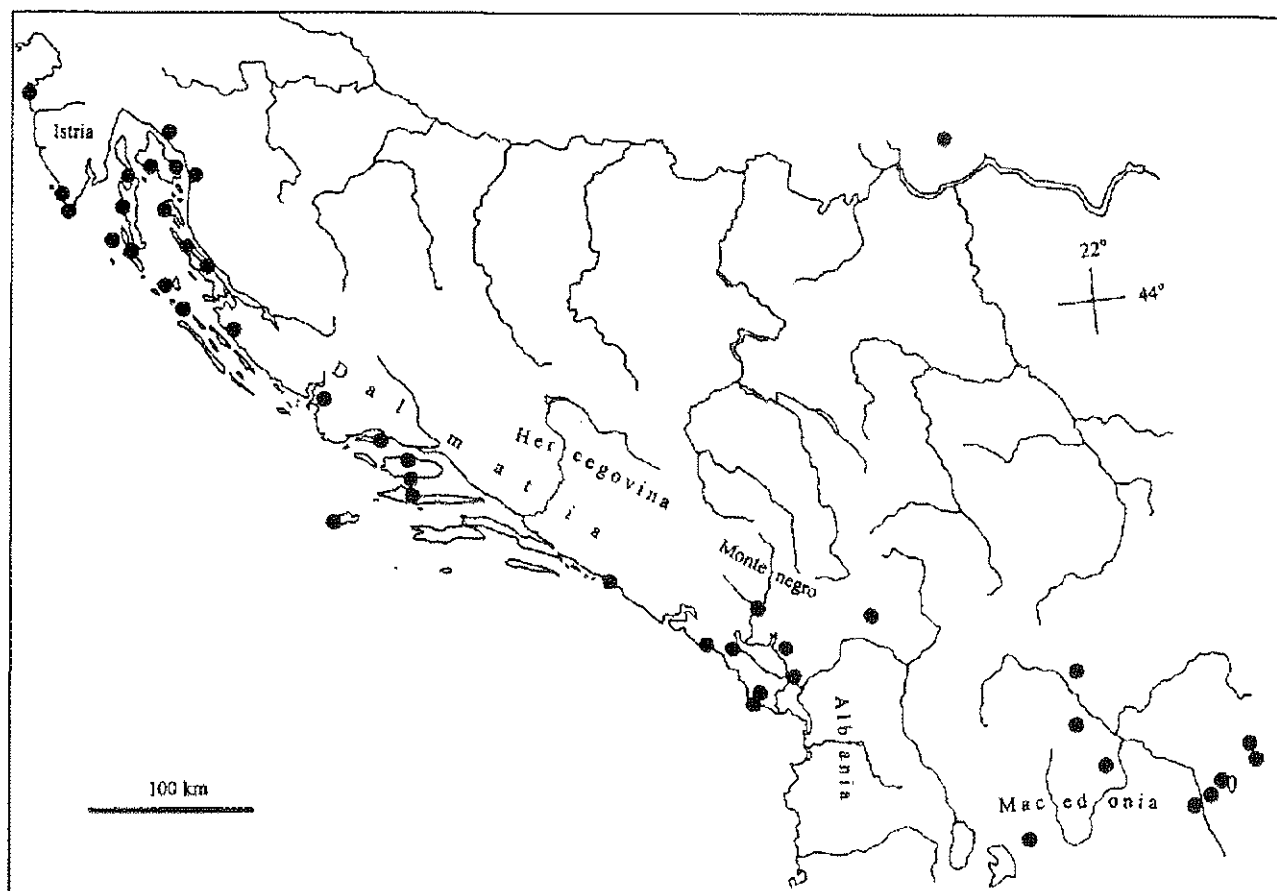 Istria
22°
44°
Dalmatia
Hercegovina
Montenegro
Albania
100 km
Macedonia